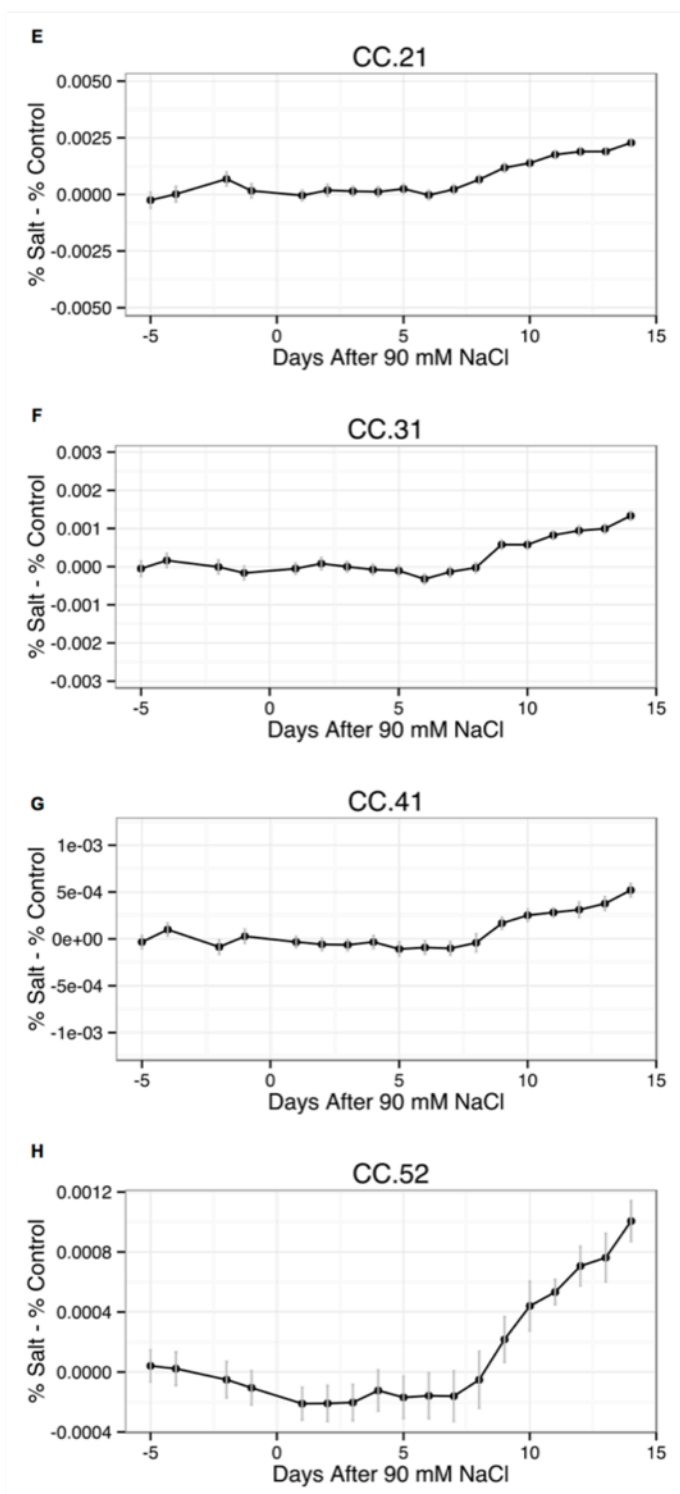 E
CC.21
0.0050
0.0025
0.0000
-0.0025
-0.0050
% Salt - % Control
-5 0 5 10 15
Days After 90 mM NaCl
F
CC.31
0.003
0.002
0.001
0.000
-0.001
-0.002
-0.003
% Salt - % Control
-5 0 5 10 15
Days After 90 mM NaCl
G
CC.41
1e-03
5e-04
0e+00
-5e-04
-1e-03
% Salt - % Control
-5 0 5 10 15
Days After 90 mM NaCl
H
CC.52
0.0012
0.0008
0.0004
0.0000
-0.0004
% Salt - % Control
-5 0 5 10 15
Days After 90 mM NaCl